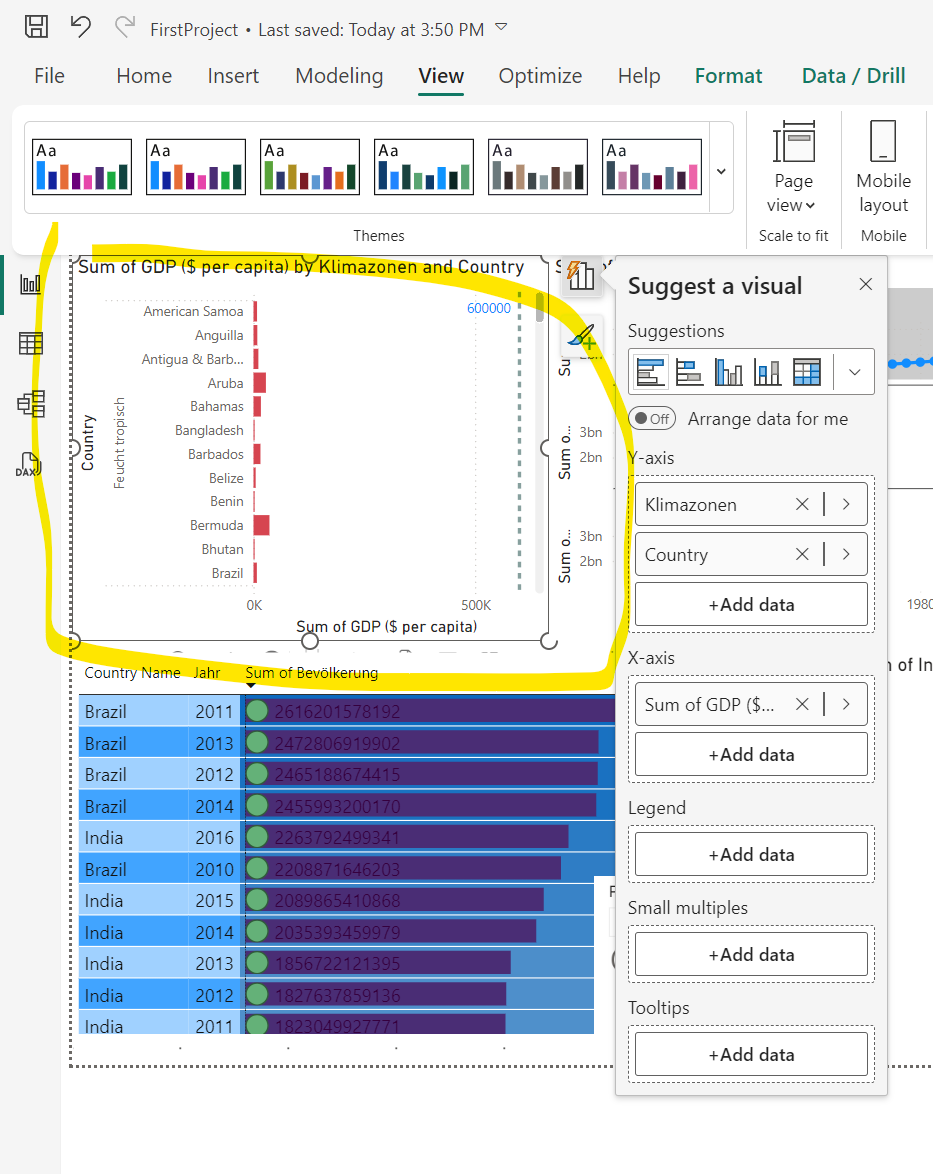 FirstProject • Last saved: Today at 3:50 PM
File Home Insert Modeling View Optimize Help Format Data / Drill
Aa Aa Aa Aa Aa Aa
Page view
Mobile layout
Themes
Scale to fit
Mobile
DAX
Sum of GDP ($ per capita) by Klimazonen and Country
600000
Country
Feucht tropisch
American Samoa
Anguilla
Antigua & Barb...
Aruba
Bahamas
Bangladesh
Barbados
Belize
Benin
Bermuda
Bhutan
Brazil
0K 500K
Sum of GDP ($ per capita)
Sum o...
3bn
2bn
Sum o...
3bn
2bn
Suggest a visual
Suggestions
Off Arrange data for me
Y-axis
Klimazonen
Country
+Add data
X-axis
Sum of GDP ($...
+Add data
Legend
+Add data
Small multiples
+Add data
Tooltips
+Add data
1980
of In
Country Name Jahr Sum of Bevölkerung
Brazil 2011 2616201578192
Brazil 2013 2472806919902
Brazil 2012 2465188674415
Brazil 2014 2455993200170
India 2016 2263792499341
Brazil 2010 2208871646203
India 2015 2089865410868
India 2014 2035393459979
India 2013 1856722121395
India 2012 1827637859136
India 2011 1823049927771